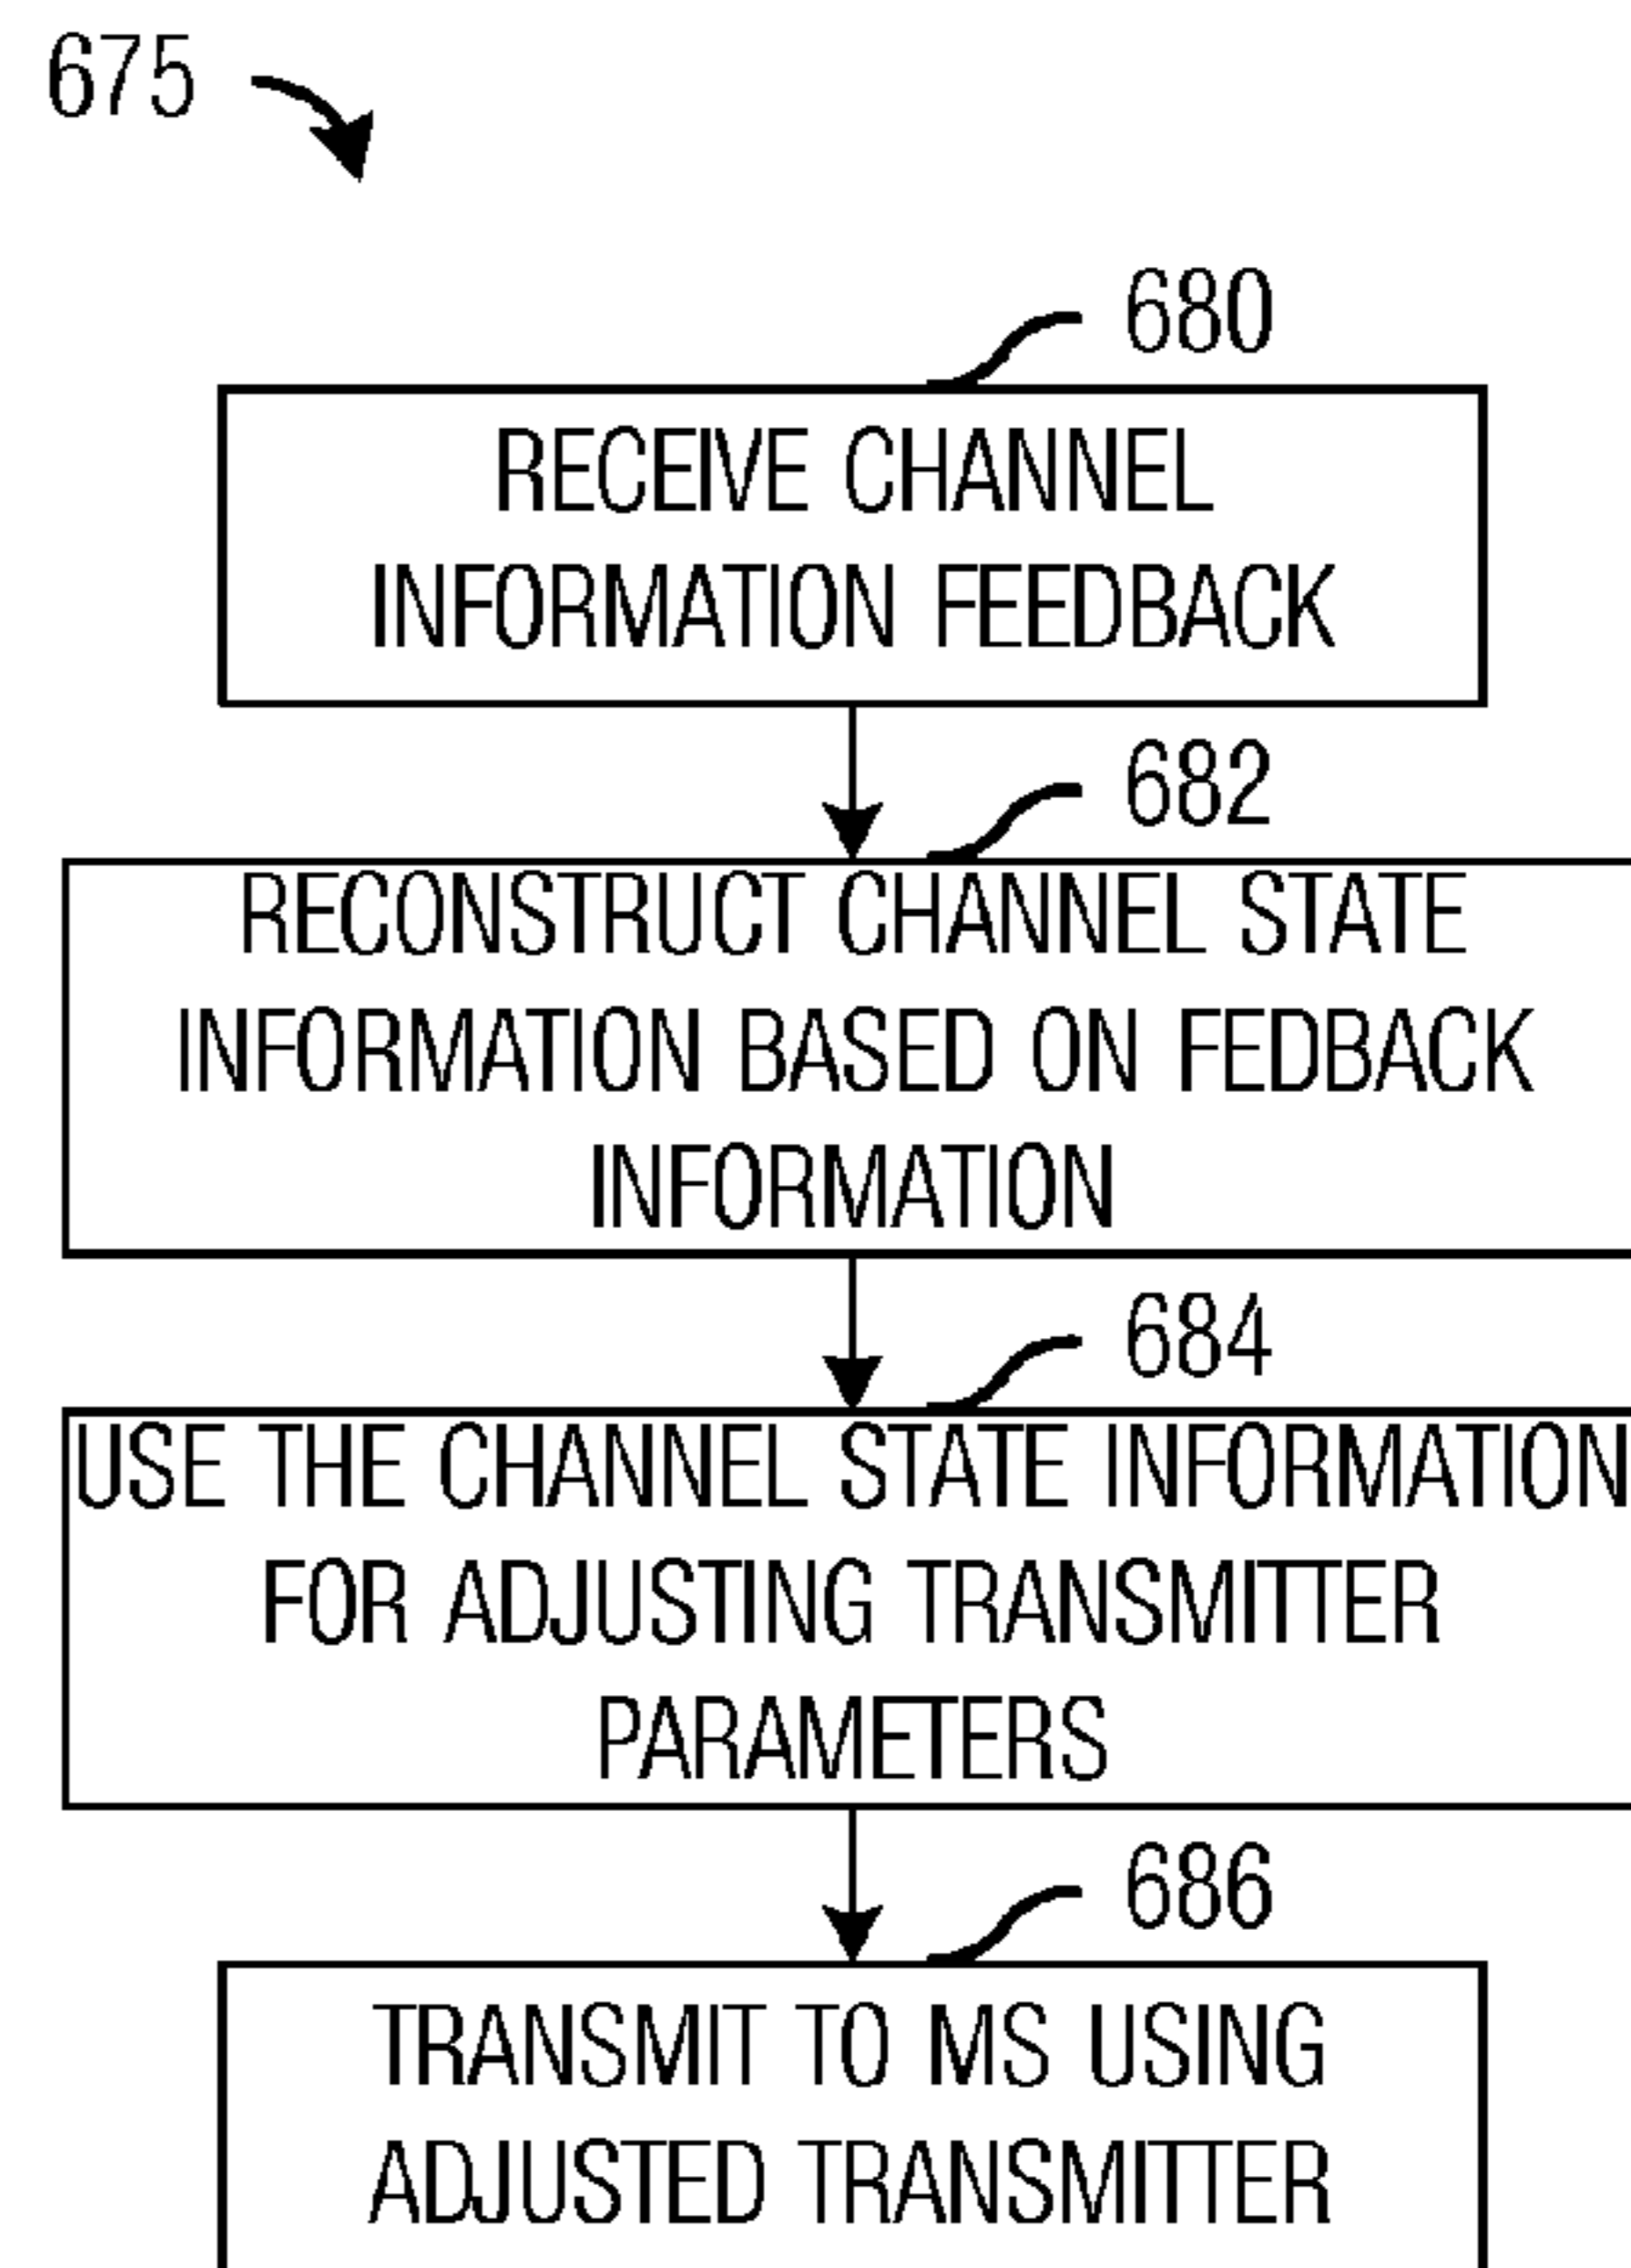 675
680
RECEIVE CHANNEL
INFORMATION FEEDBACK
682
RECONSTRUCT CHANNEL STATE
INFORMATION BASED ON FEDBACK
INFORMATION
684
USE THE CHANNEL STATE INFORMATION
FOR ADJUSTING TRANSMITTER
PARAMETERS
686
TRANSMIT TO MS USING
ADJUSTED TRANSMITTER